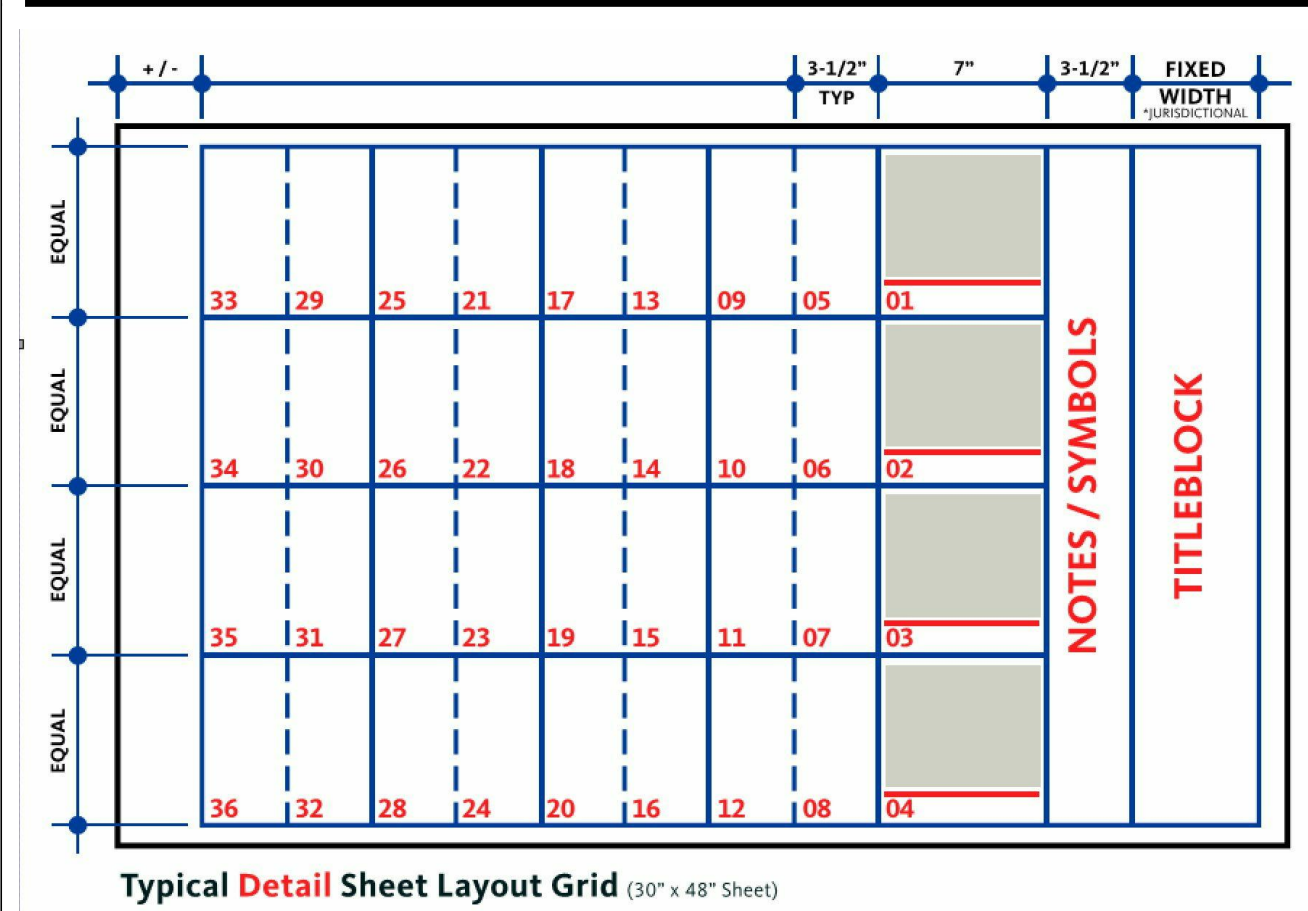 + / -
3-1/2”
7”
3-1/2”
FIXED
TYP
WIDTH
*JURISDICTIONAL
EQUAL
33 29 25 21 17 13 09 05 01
EQUAL
34 30 26 22 18 14 10 06 02
EQUAL
35 31 27 23 19 15 11 07 03
EQUAL
36 32 28 24 20 16 12 08 04
NOTES / SYMBOLS
TITLEBLOCK
Typical Detail Sheet Layout Grid (30” x 48” Sheet)